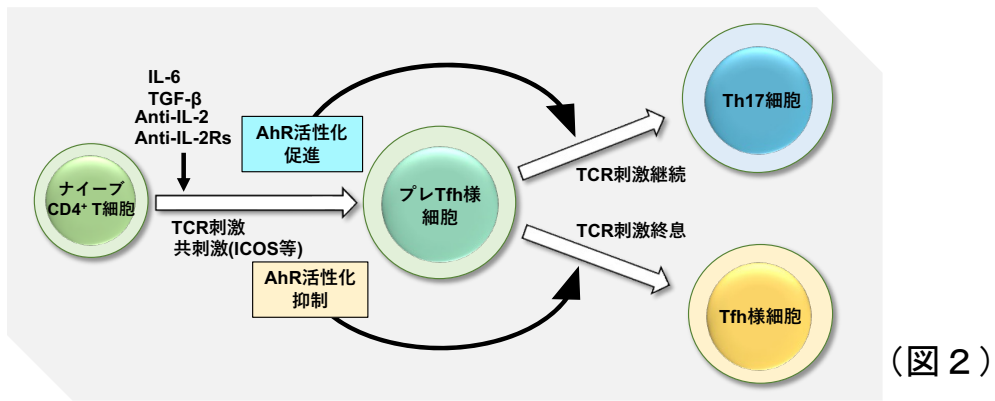 IL-6
TGF-β
Anti-IL-2
Anti-IL-2Rs
AhR活性化
促進
ナイーブ
CD4⁺ T細胞
TCR刺激
共刺激(ICOS等)
AhR活性化
抑制
プレTfh様
細胞
TCR刺激継続
TCR刺激終息
Th17細胞
Tfh様細胞
（図２）